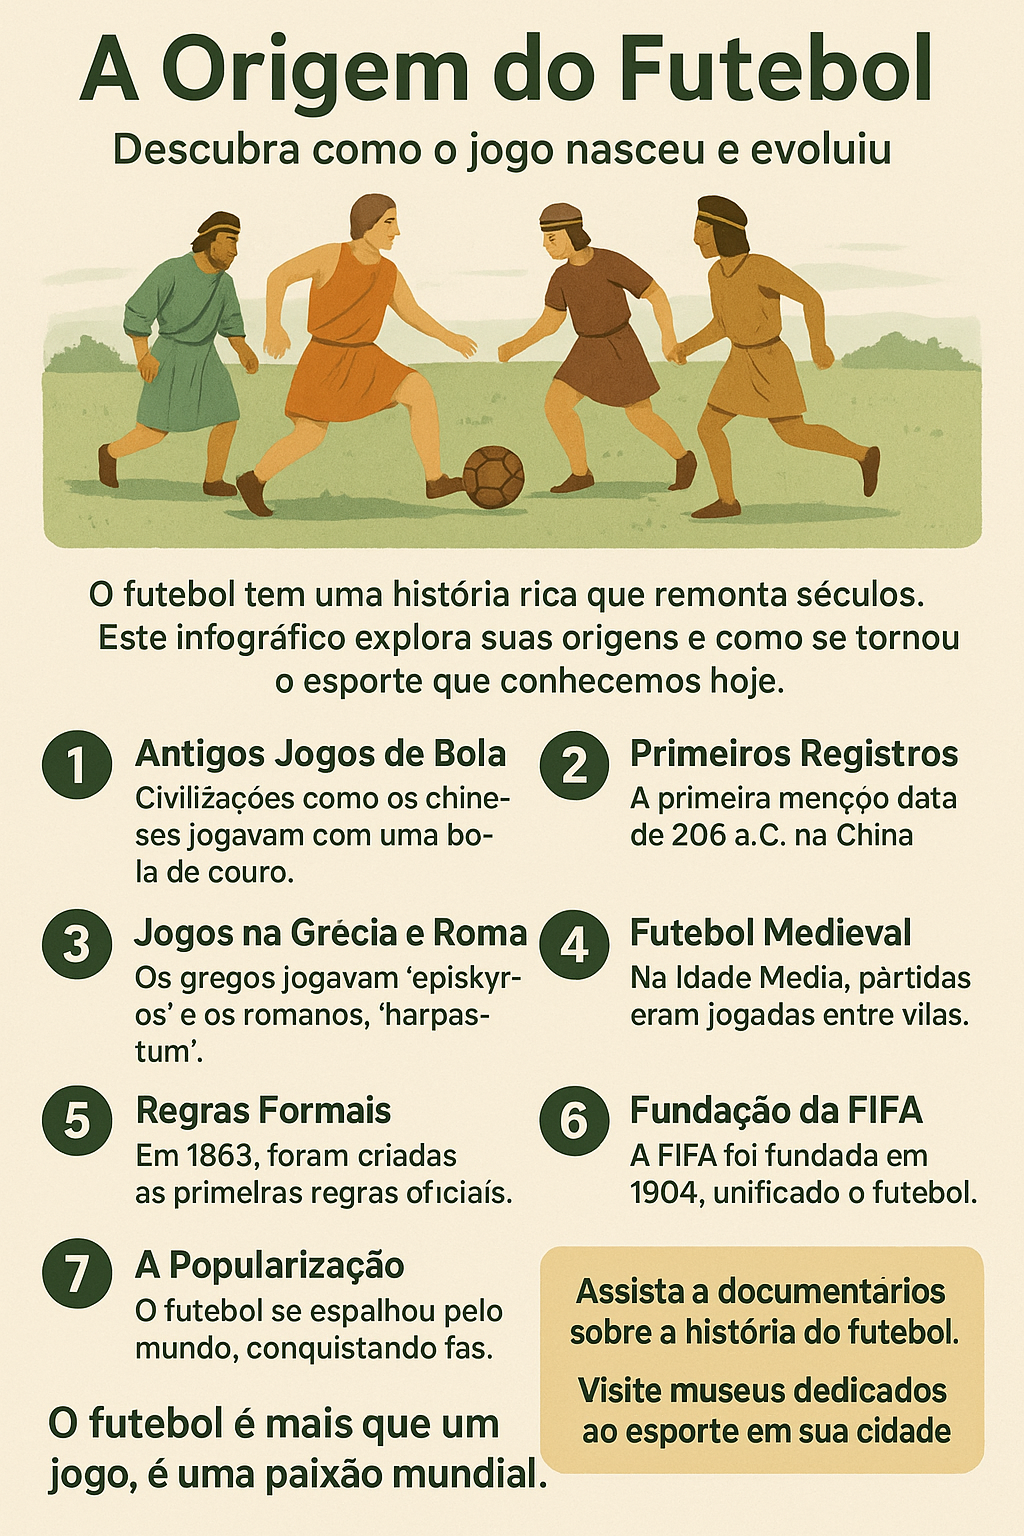 A Origem do Futebol
Descubra como o jogo nasceu e evoluiu
O futebol tem uma história rica que remonta séculos.
Este infográfico explora suas origens e como se tornou
o esporte que conhecemos hoje.
1
Antigos Jogos de Bola
Civiližaçóes como os chine-
ses jogavam com uma bo-
la de couro.
2
Primeiros Registros
A primeira mençóo data
de 206 a.C. na China
3
Jogos na Grécia e Roma
Os gregos jogavam ‘episkyr-
os’ e os romanos, ‘harpas-
tum’.
4
Futebol Medieval
Na Idade Media, pàrtidas
eram jogadas entre vilas.
5
Regras Formais
Em 1863, foram criadas
as primelras regras oficiaís.
6
Fundação da FIFA
A FIFA foi fundada em
1904, unificado o futebol.
7
A Popularização
O futebol se espalhou pelo
mundo, conquistando fas.
Assista a documentários
sobre a história do futebol.
Visite museus dedicados
ao esporte em sua cidade
O futebol é mais que um
jogo, é uma paixão mundial.